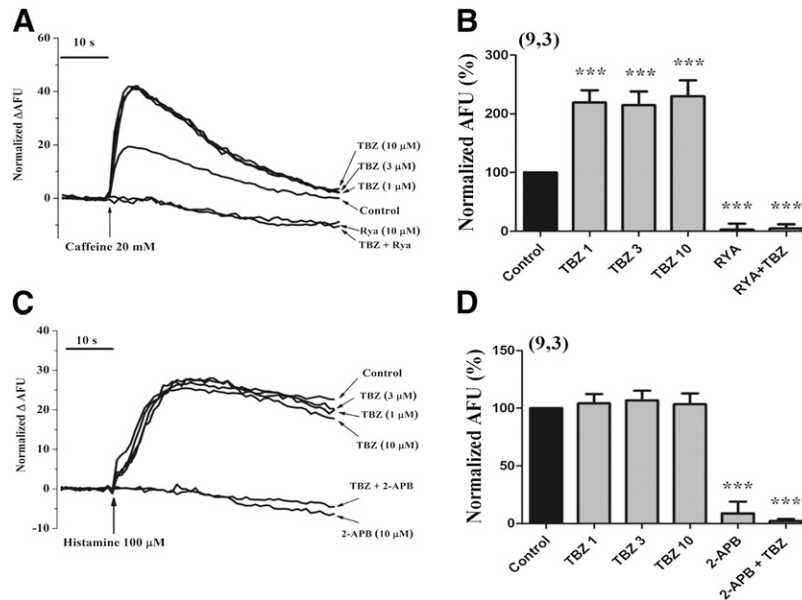 A
60
10 s
40
20
0
Normalized ΔAFU
TBZ (10 µM)
TBZ (3 µM)
TBZ (1 µM)
Control
Rya (10 µM)
TBZ + Rya
Caffeine 20 mM
B
(9,3)
Normalized AFU (%)
300
200
100
0
***
***
***
***
***
Control
TBZ 1
TBZ 3
TBZ 10
RYA
RYA+TBZ
C
40
10 s
30
20
10
0
-10
Normalized Δ AFU
Control
TBZ (3 µM)
TBZ (1 µM)
TBZ (10 µM)
TBZ + 2-APB
2-APB (10 µM)
Histamine 100 µM
D
(9,3)
Normalized AFU (%)
150
100
50
0
***
***
Control
TBZ 1
TBZ 3
TBZ 10
2-APB
2-APB + TBZ